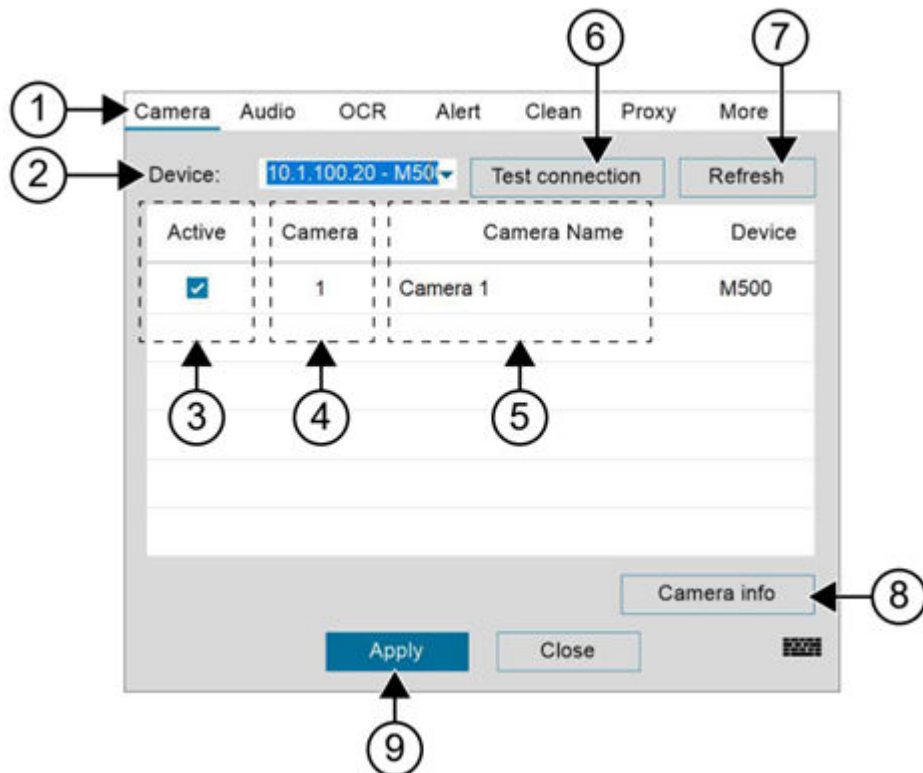 6 7
1 Camera Audio OCR Alert Clean Proxy More
2 Device: 10.1.100.20 - M50 Test connection Refresh
Active Camera Camera Name Device
1 Camera 1 M500
3 4 5
Camera info 8
Apply Close
9